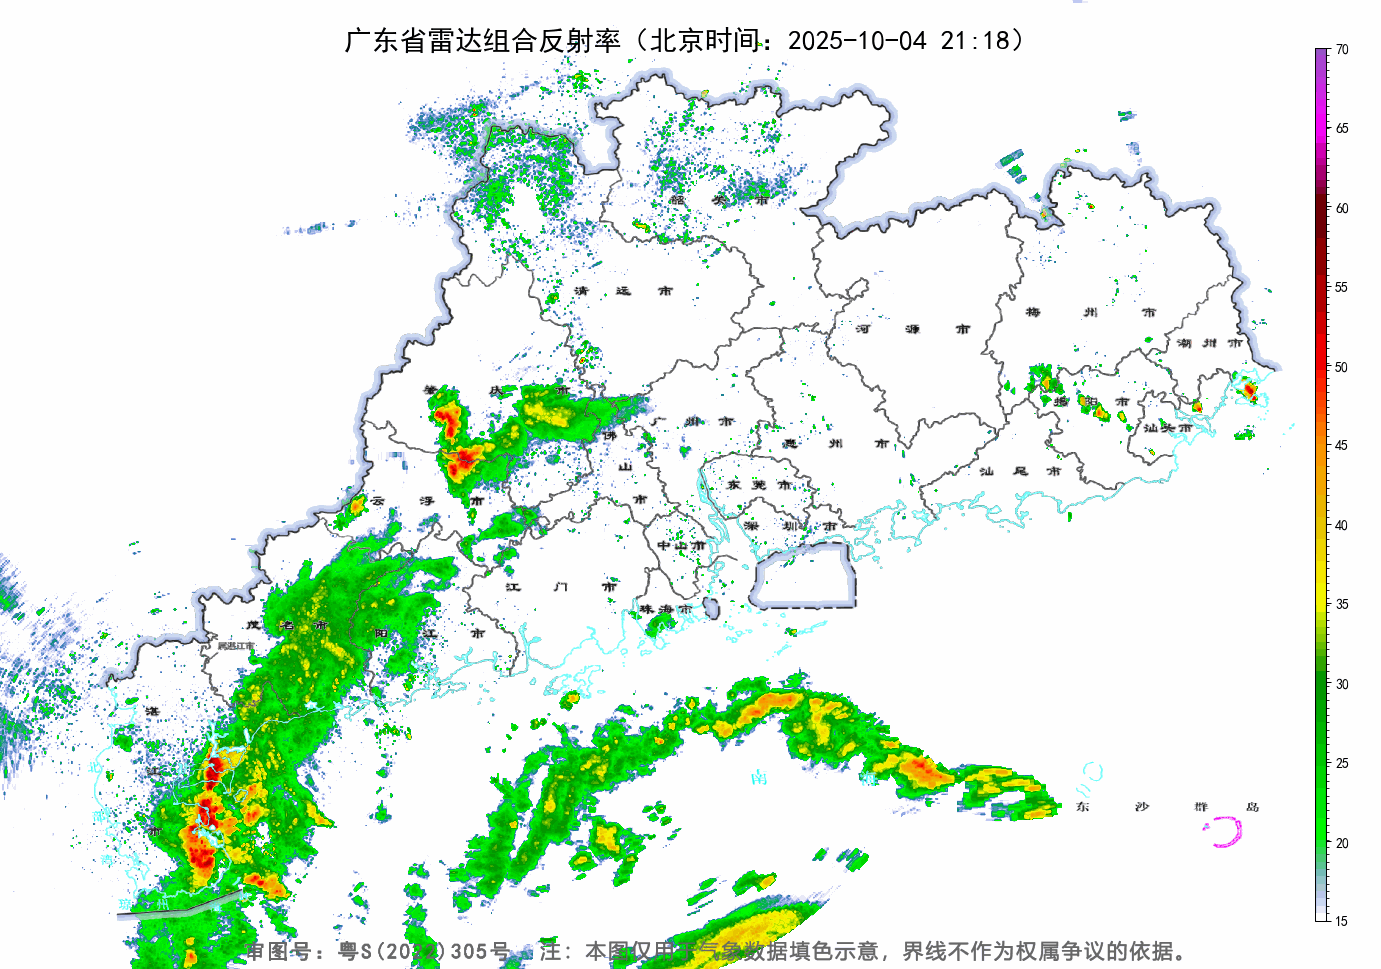 广东省雷达组合反射率（北京时间：2025-10-04 21:18）
70
65
60
55
50
45
40
35
30
25
20
15
韶关市
清远市
河源市
梅州市
潮州市
肇庆市
揭阳市
广州市
佛山市
惠州市
汕头市
汕尾市
云浮市
东莞市
深圳市
中山市
江门市
珠海市
茂名市
阳江市
属湛江市
湛江市
南海
东沙群岛
琼州
审图号：粤S(202)305号 注：本图仅用于气象数据填色示意，界线不作为权属争议的依据。